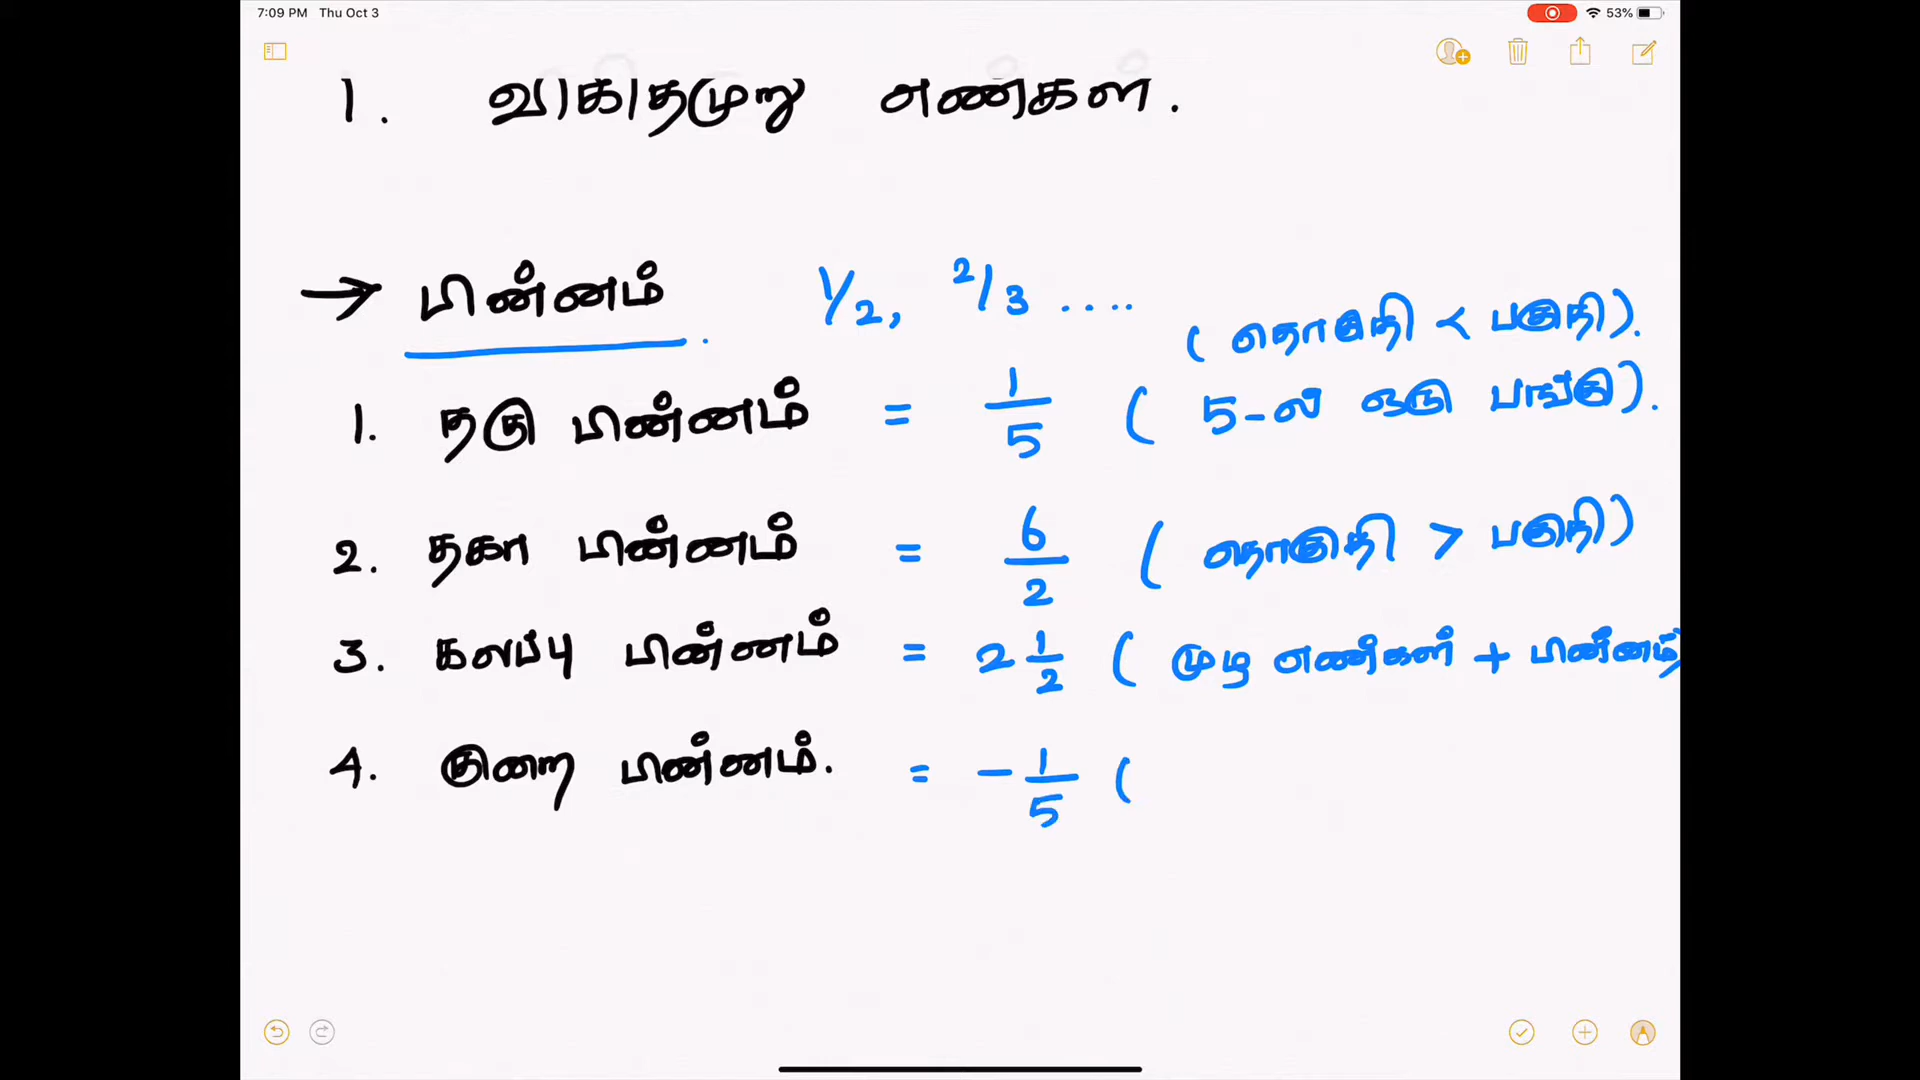 7:09 PM Thu Oct 3 53%
1. விகிதமுறு எண்கள்.
→ பின்னம் 1/2, 2/3 ....
(தொகுதி < பகுதி).
1. தகு பின்னம் = 1/5 (5-ல் ஒரு பங்கு).
2. தகா பின்னம் = 6/2 (தொகுதி > பகுதி)
3. கலப்பு பின்னம் = 2 1/2 (முழு எண்கள் + பின்னம்)
4. குறை பின்னம். = - 1/5 (